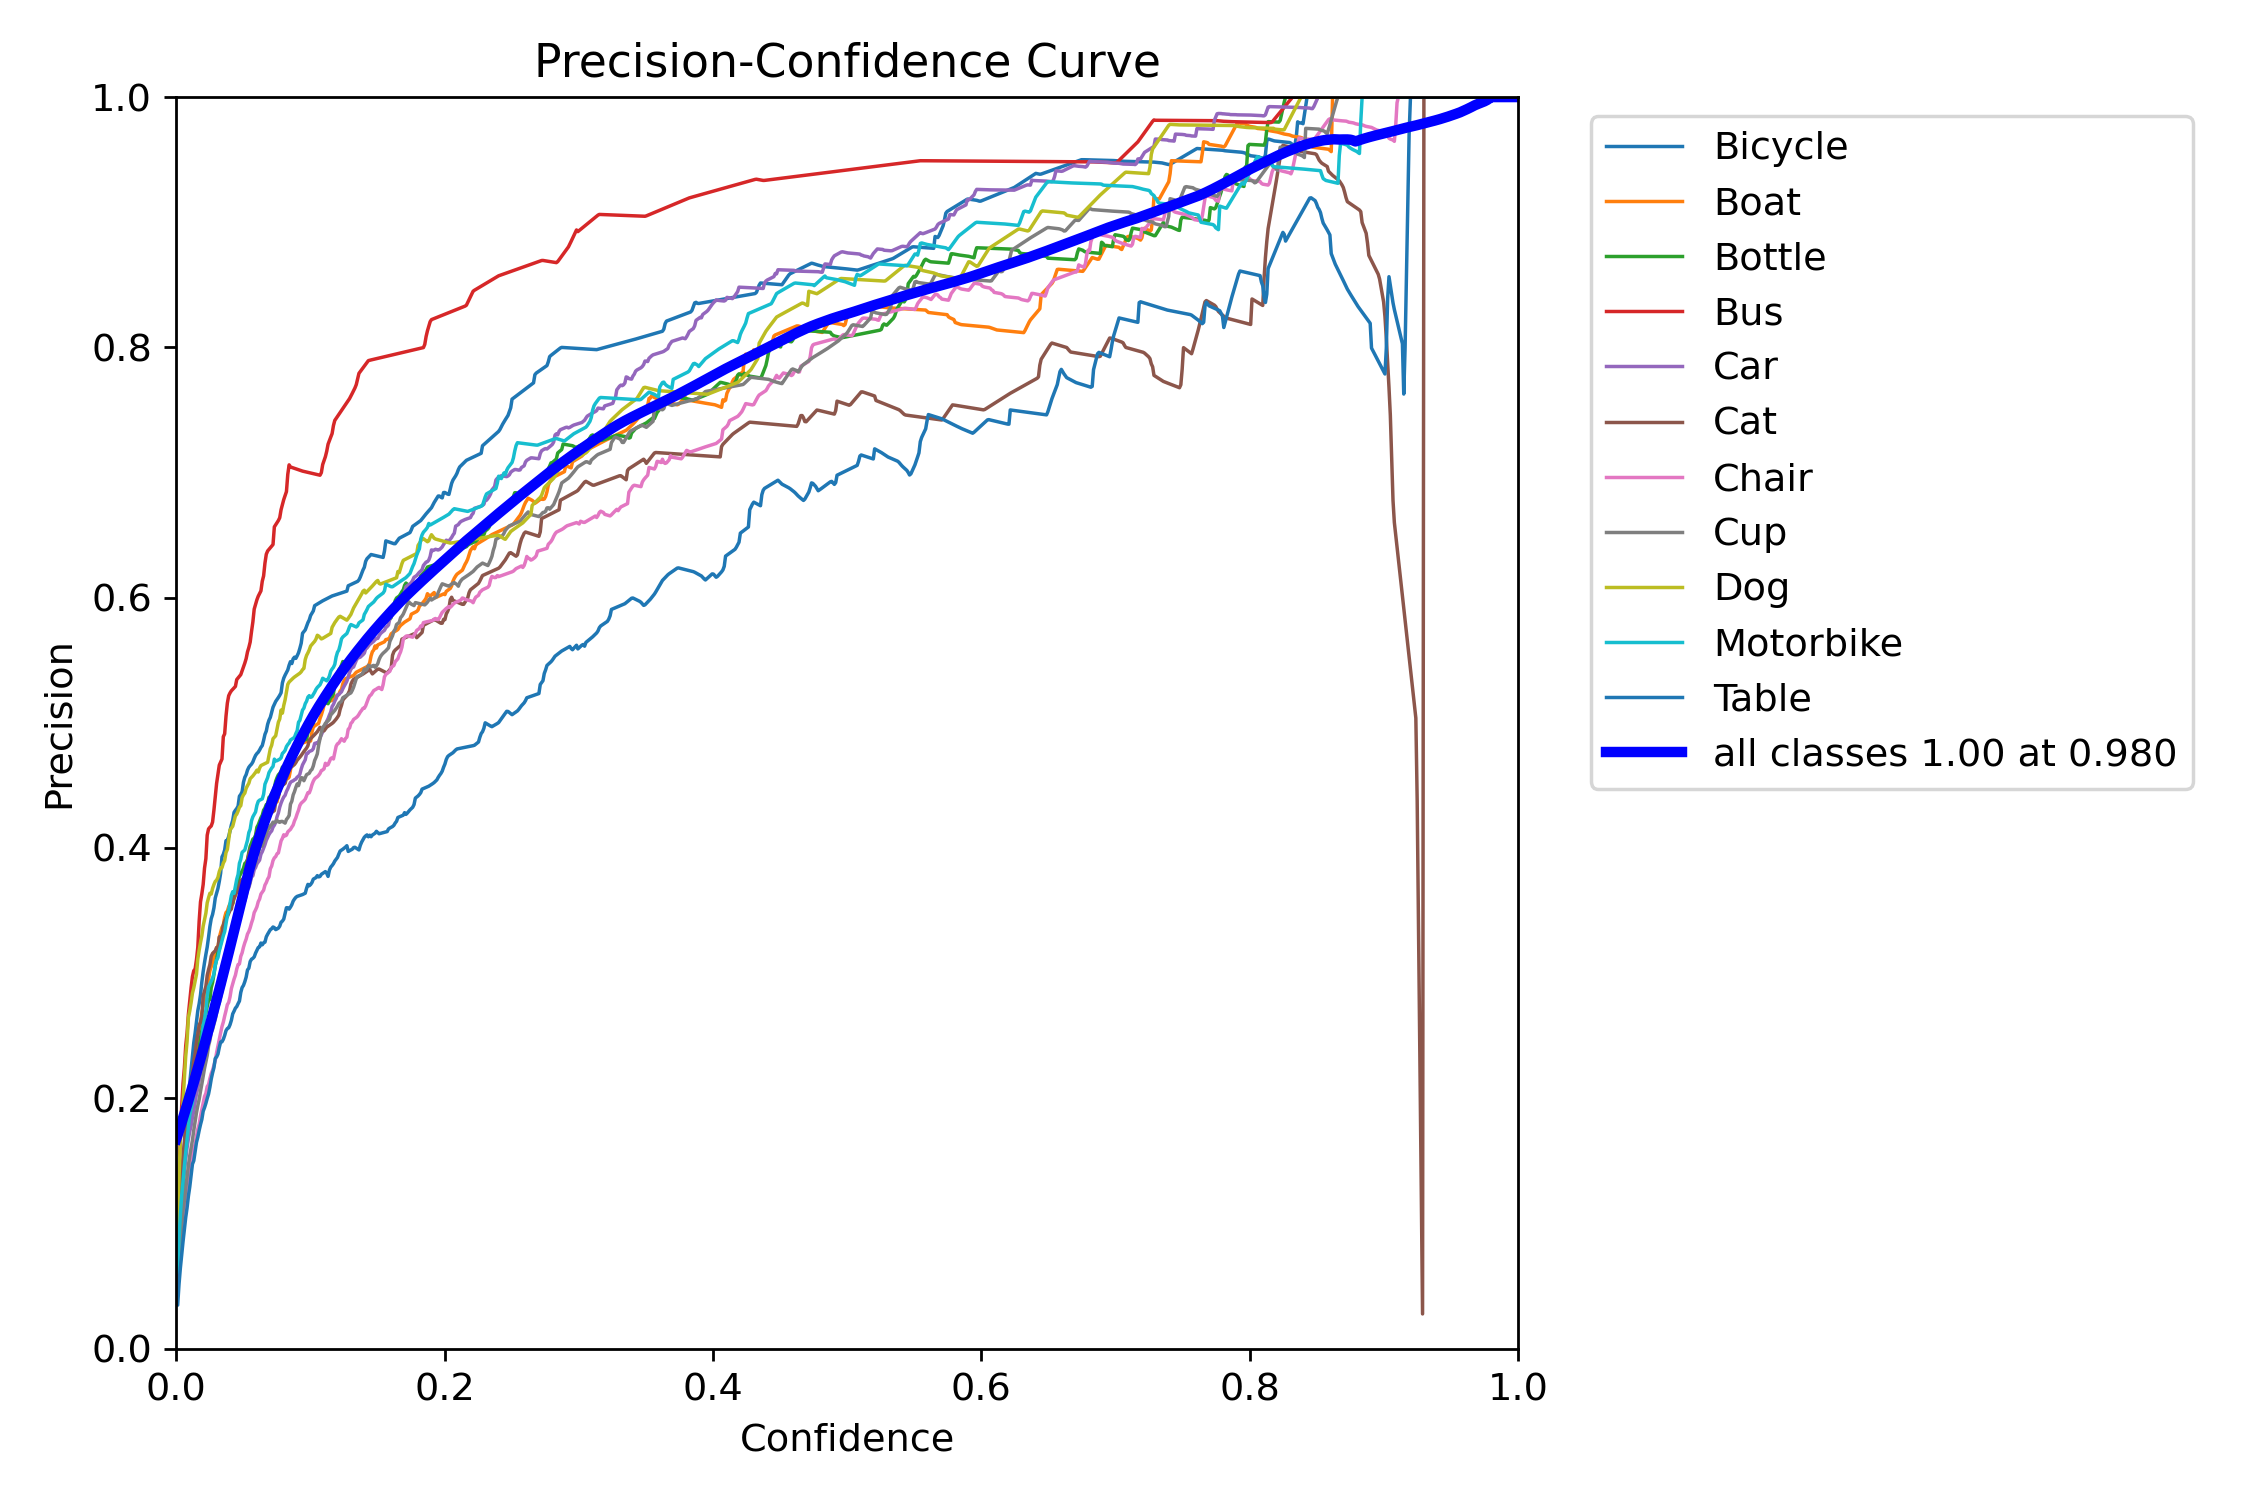 Precision-Confidence Curve
1.0
0.8
0.6
0.4
0.2
0.0
Precision
0.0 0.2 0.4 0.6 0.8 1.0
Confidence
Bicycle
Boat
Bottle
Bus
Car
Cat
Chair
Cup
Dog
Motorbike
Table
all classes 1.00 at 0.980